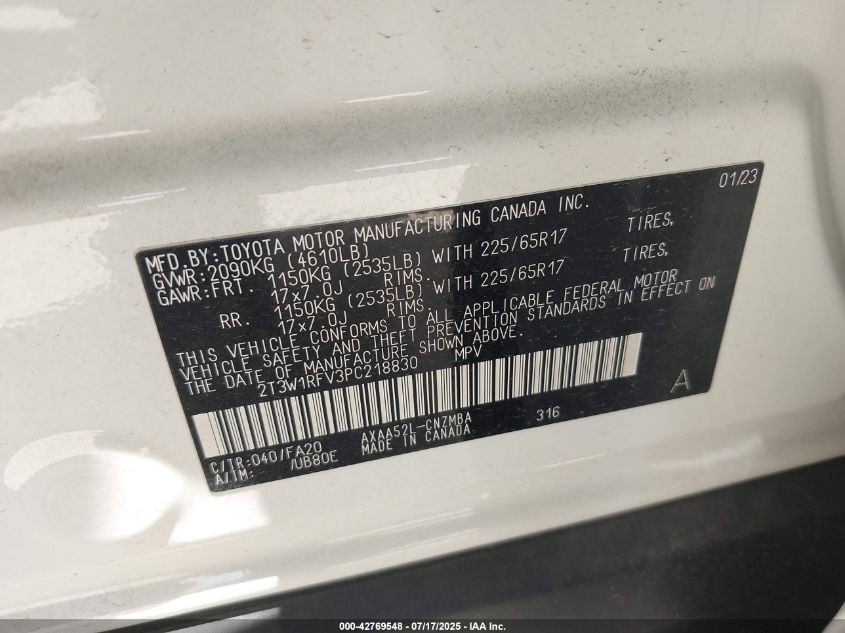 01/23
MFD. BY: TOYOTA MOTOR MANUFACTURING CANADA INC.
GVWR: 2090KG (4610LB)
GAWR: FRT. 1150KG (2535LB) WITH 225/65R17 TIRES,
17x7.0J RIMS.
RR. 1150KG (2535LB) WITH 225/65R17 TIRES,
17x7.0J RIMS.
THIS VEHICLE CONFORMS TO ALL APPLICABLE FEDERAL MOTOR
VEHICLE SAFETY AND THEFT PREVENTION STANDARDS IN EFFECT ON
THE DATE OF MANUFACTURE SHOWN ABOVE.
2T3W1RFV3PC218830 MPV
A
C/TR: 040/FA20 AXAA52L-CNZMBA 316
A/TM: /UB80E MADE IN CANADA
000-42769548 - 07/17/2025 - IAA Inc.